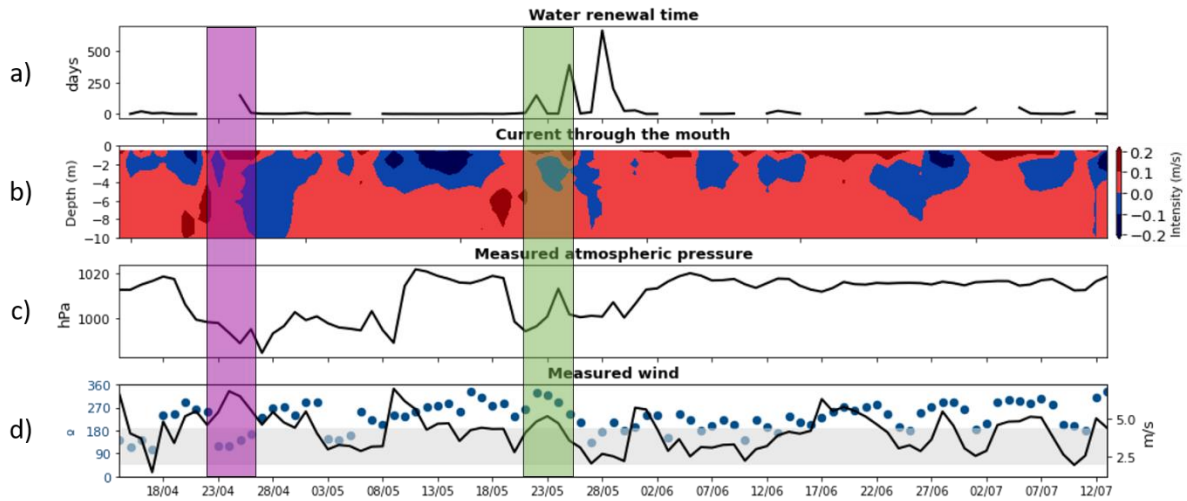 Water renewal time
a)
days
500
250
0
Current through the mouth
b)
Depth (m)
0
−2
−4
−6
−8
−10
0.2
0.1
0.0
−0.1
−0.2
Intensity (m/s)
Measured atmospheric pressure
c)
hPa
1020
1000
Measured wind
d)
º
360
270
180
90
0
5.0
2.5
m/s
18/04 23/04 28/04 03/05 08/05 13/05 18/05 23/05 28/05 02/06 07/06 12/06 17/06 22/06 27/06 02/07 07/07 12/07